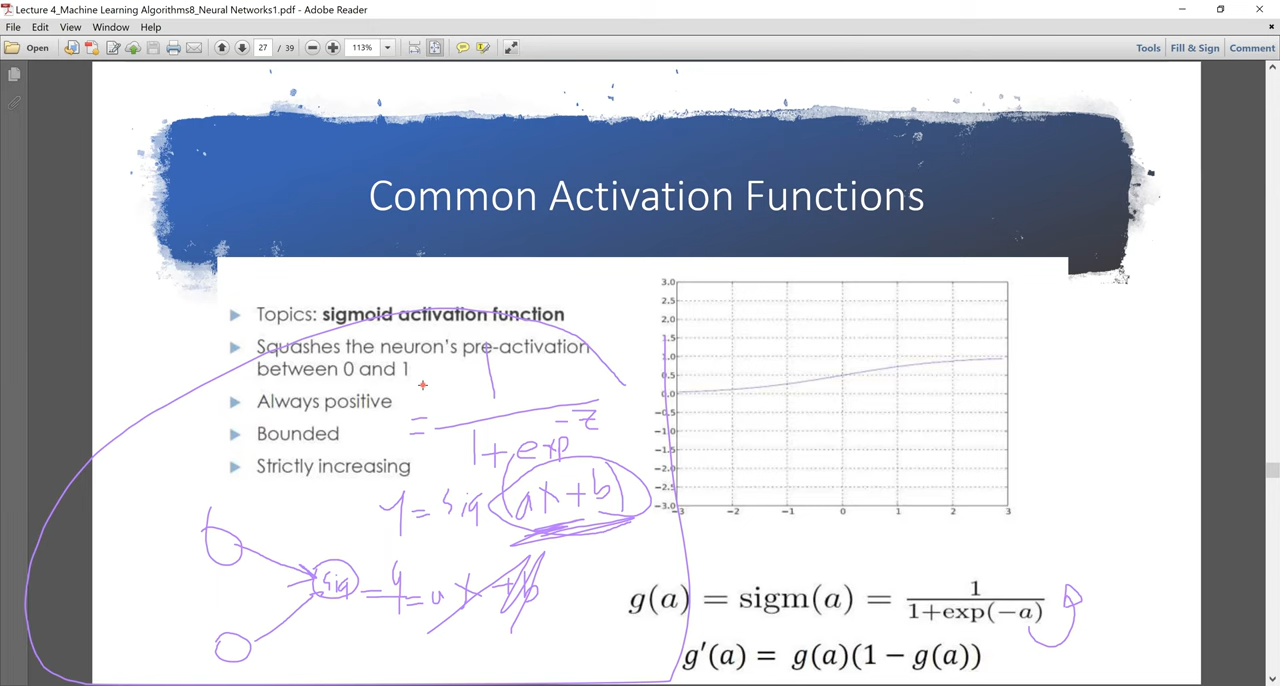 Lecture 4_Machine Learning Algorithms8_Neural Networks1.pdf - Adobe Reader
File Edit View Window Help
Open 27 / 39 113% Tools Fill & Sign Comment
Common Activation Functions
Topics: sigmoid activation function
Squashes the neuron's pre-activation
between 0 and 1
Always positive
Bounded
Strictly increasing
3.0
2.5
2.0
1.5
1.0
0.5
0.0
−0.5
−1.0
−1.5
−2.0
−2.5
−3.0
−3 −2 −1 0 1 2 3
= 1
1 + exp −z
y = sig (ax + b)
b
sig = y = a x + b
g(a) = sigm(a) = 1
1+exp(−a)
g′(a) = g(a)(1 − g(a))